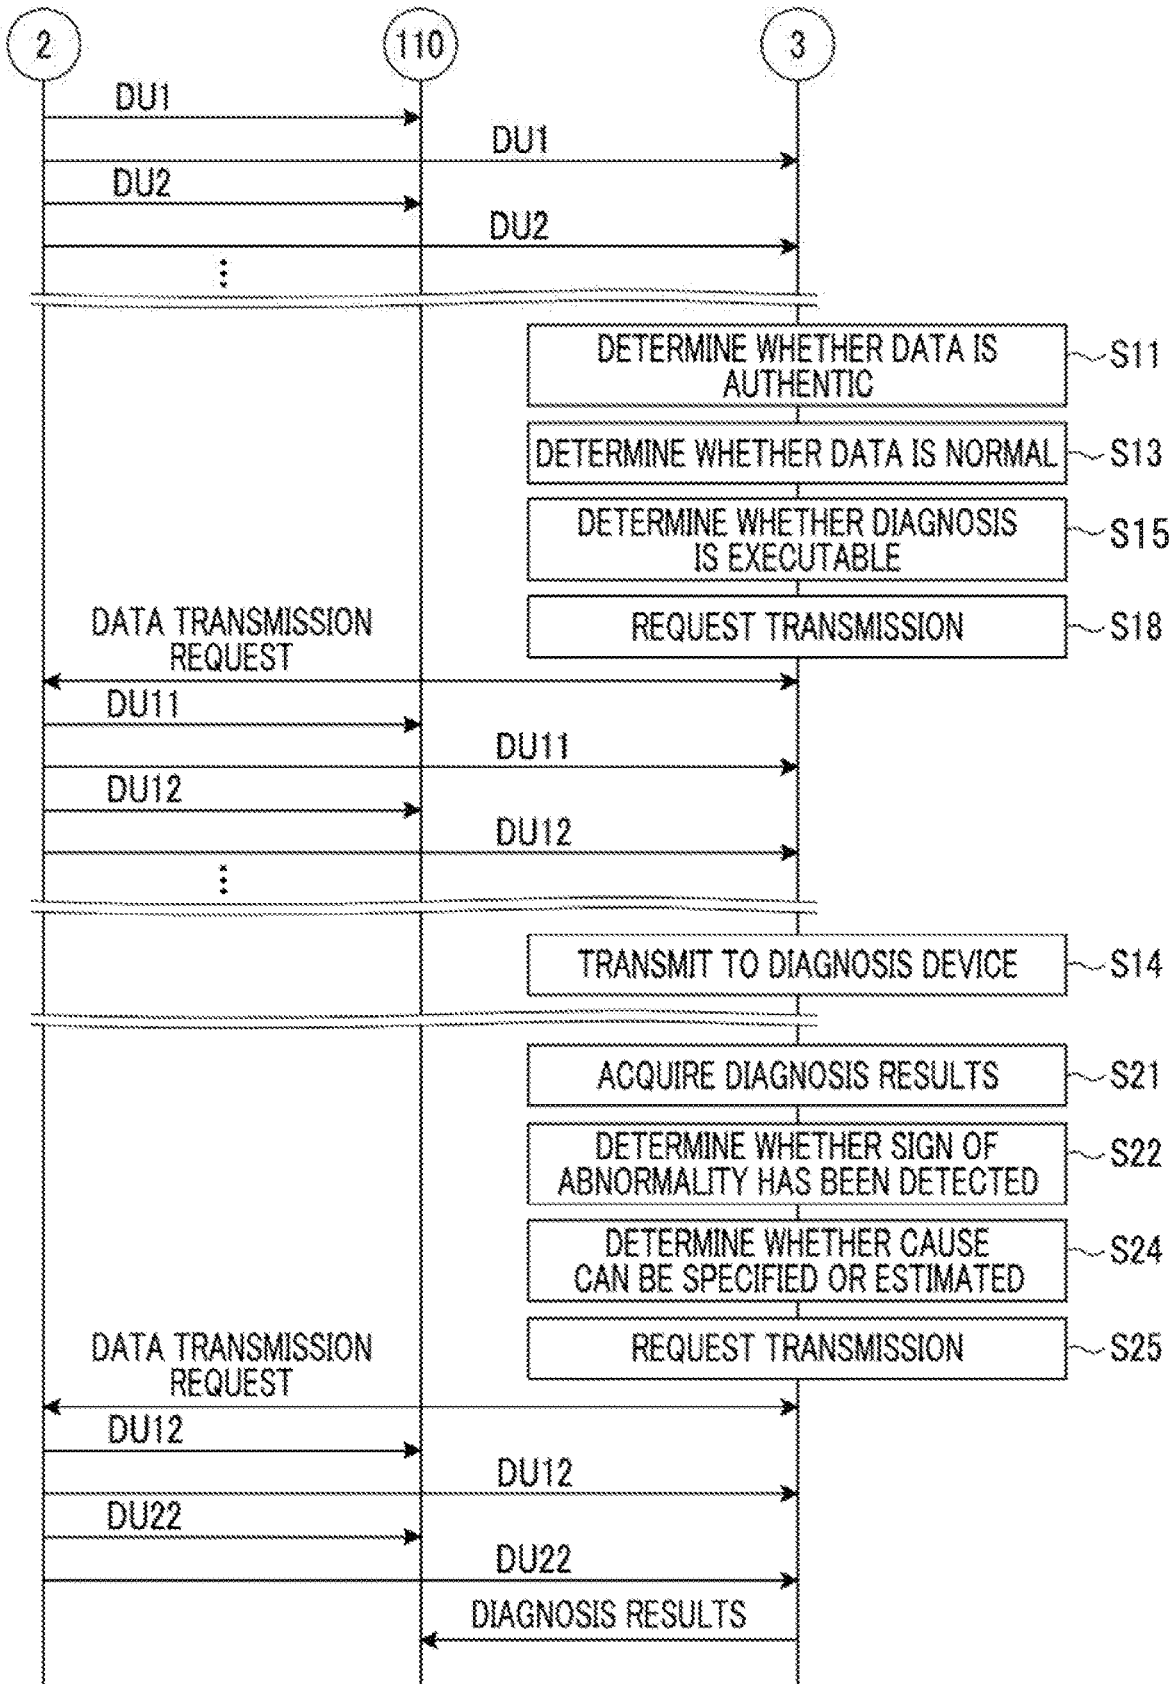 2
110
3
DU1
DU1
DU2
DU2
DETERMINE WHETHER DATA IS
AUTHENTIC
S11
DETERMINE WHETHER DATA IS NORMAL
S13
DETERMINE WHETHER DIAGNOSIS
IS EXECUTABLE
S15
REQUEST TRANSMISSION
S18
DATA TRANSMISSION
REQUEST
DU11
DU11
DU12
DU12
TRANSMIT TO DIAGNOSIS DEVICE
S14
ACQUIRE DIAGNOSIS RESULTS
S21
DETERMINE WHETHER SIGN OF
ABNORMALITY HAS BEEN DETECTED
S22
DETERMINE WHETHER CAUSE
CAN BE SPECIFIED OR ESTIMATED
S24
REQUEST TRANSMISSION
S25
DATA TRANSMISSION
REQUEST
DU12
DU12
DU22
DU22
DIAGNOSIS RESULTS